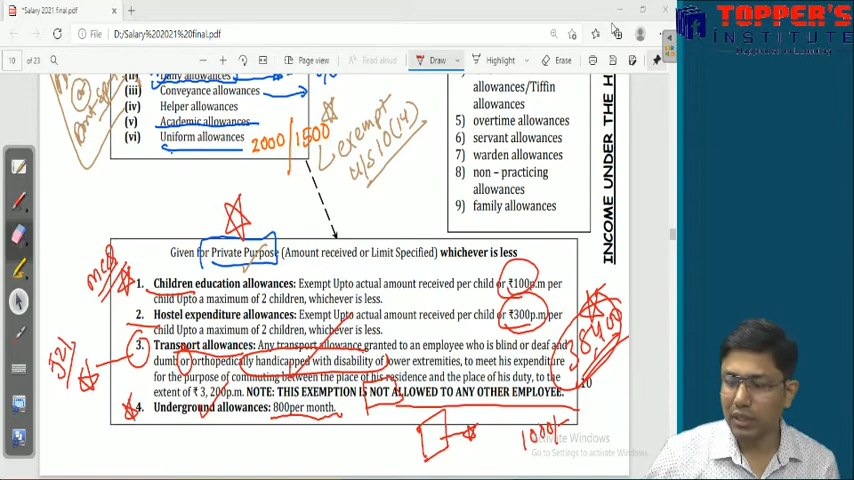 *Salary 2021 final.pdf
TOPPER'S
INSTITUTE
File
D:/Salary%202021%20final.pdf
10
of 23
Page view
Read aloud
Draw
Highlight
Erase
(ii) Daily allowances
(iii) Conveyance allowances
(iv) Helper allowances
(v) Academic allowances
(vi) Uniform allowances
2000/1500
exempt
u/s 10(14)
allowances/Tiffin
allowances
5) overtime allowances
6) servant allowances
7) warden allowances
8) non – practicing
allowances
9) family allowances
INCOME UNDER THE H
Given for Private Purpose (Amount received or Limit Specified) whichever is less
MCQ
1. Children education allowances: Exempt Upto actual amount received per child or ₹100p.m per
child Upto a maximum of 2 children, whichever is less.
2. Hostel expenditure allowances: Exempt Upto actual amount received per child or ₹300p.m per
child Upto a maximum of 2 children, whichever is less.
3. Transport allowances: Any transport allowance granted to an employee who is blind or deaf and
dumb or orthopedically handicapped with disability of lower extremities, to meet his expenditure
for the purpose of commuting between the place of his residence and the place of his duty, to the
extent of ₹ 3, 200p.m. NOTE: THIS EXEMPTION IS NOT ALLOWED TO ANY OTHER EMPLOYEE.
4. Underground allowances: 800per month.
38400
J21
10
1000/-
Activate Windows
Go to Settings to activate Windows.